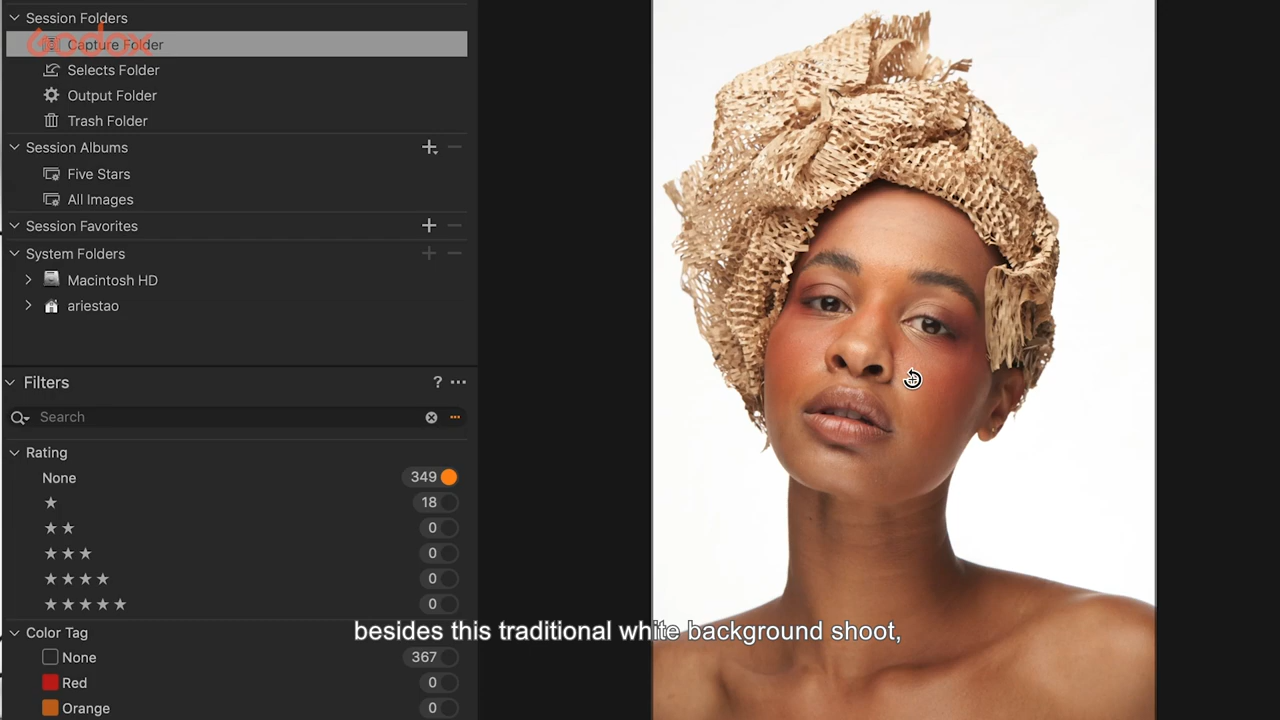 Session Folders
Godox
Capture Folder
Selects Folder
Output Folder
Trash Folder
Session Albums
Five Stars
All Images
Session Favorites
System Folders
Macintosh HD
ariestao
Filters ? ...
Search
Rating
None 349
18
0
0
0
0
besides this traditional white background shoot,
Color Tag
None 367
Red 0
Orange 0